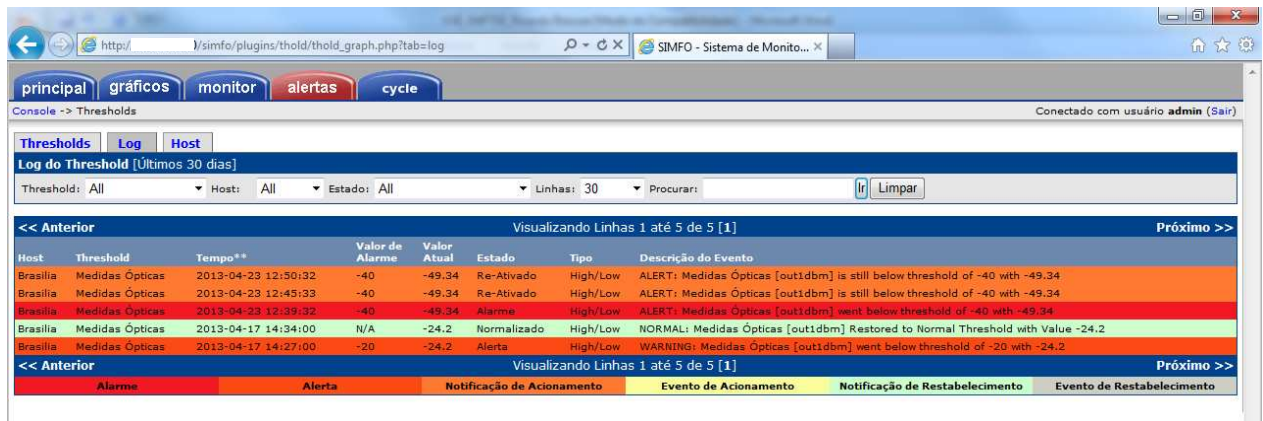 http:/ )/simfo/plugins/thold/thold_graph.php?tab=log
SIMFO - Sistema de Monito...
principal gráficos monitor alertas cycle
Console -> Thresholds Conectado com usuário admin (Sair)
Thresholds Log Host
Log do Threshold [Últimos 30 dias]
Threshold: All Host: All Estado: All Linhas: 30 Procurar: Ir Limpar
<< Anterior Visualizando Linhas 1 até 5 de 5 [1] Próximo >>
Host Threshold Tempo** Valor de Alarme Valor Atual Estado Tipo Descrição do Evento
Brasilia Medidas Ópticas 2013-04-23 12:50:32 -40 -49.34 Re-Ativado High/Low ALERT: Medidas Ópticas [out1dbm] is still below threshold of -40 with -49.34
Brasilia Medidas Ópticas 2013-04-23 12:45:33 -40 -49.34 Re-Ativado High/Low ALERT: Medidas Ópticas [out1dbm] is still below threshold of -40 with -49.34
Brasilia Medidas Ópticas 2013-04-23 12:39:32 -40 -49.34 Alarme High/Low ALERT: Medidas Ópticas [out1dbm] went below threshold of -40 with -49.34
Brasilia Medidas Ópticas 2013-04-17 14:34:00 N/A -24.2 Normalizado High/Low NORMAL: Medidas Ópticas [out1dbm] Restored to Normal Threshold with Value -24.2
Brasilia Medidas Ópticas 2013-04-17 14:27:00 -20 -24.2 Alerta High/Low WARNING: Medidas Ópticas [out1dbm] went below threshold of -20 with -24.2
<< Anterior Visualizando Linhas 1 até 5 de 5 [1] Próximo >>
Alarme Alerta Notificação de Acionamento Evento de Acionamento Notificação de Restabelecimento Evento de Restabelecimento